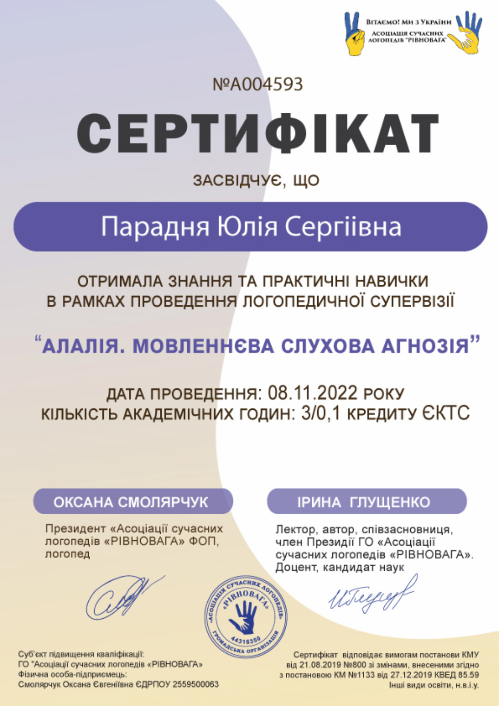 Вітаємо! Ми з України
Асоціація сучасних
логопедів "РІВНОВАГА"
№А004593
СЕРТИФІКАТ
ЗАСВІДЧУЄ, ЩО
Парадня Юлія Сергіївна
ОТРИМАЛА ЗНАННЯ ТА ПРАКТИЧНІ НАВИЧКИ
В РАМКАХ ПРОВЕДЕННЯ ЛОГОПЕДИЧНОЇ СУПЕРВІЗІЇ
“АЛАЛІЯ. МОВЛЕННЄВА СЛУХОВА АГНОЗІЯ”
ДАТА ПРОВЕДЕННЯ: 08.11.2022 РОКУ
КІЛЬКІСТЬ АКАДЕМІЧНИХ ГОДИН: 3/0,1 КРЕДИТУ ЄКТС
ОКСАНА СМОЛЯРЧУК
Президент «Асоціації сучасних
логопедів «РІВНОВАГА» ФОП,
логопед
ІРИНА ГЛУЩЕНКО
Лектор, автор, співзасновниця,
член Президії ГО «Асоціації
сучасних логопедів «РІВНОВАГА».
Доцент, кандидат наук
АСОЦІАЦІЯ СУЧАСНИХ ЛОГОПЕДІВ
«РІВНОВАГА»
44316359
ГРОМАДСЬКА ОРГАНІЗАЦІЯ
Суб'єкт підвищення кваліфікації:
ГО "Асоціації сучасних логопедів «РІВНОВАГА»
Фізична особа-підприємець:
Смолярчук Оксана Євгеніївна ЄДРПОУ 2559500063
Сертифікат відповідає вимогам постанови КМУ
від 21.08.2019 №800 зі змінами, внесеними згідно
з постановою КМ №1133 від 27.12.2019 КВЕД 85.59
Інші види освіти, н.в.і.у.